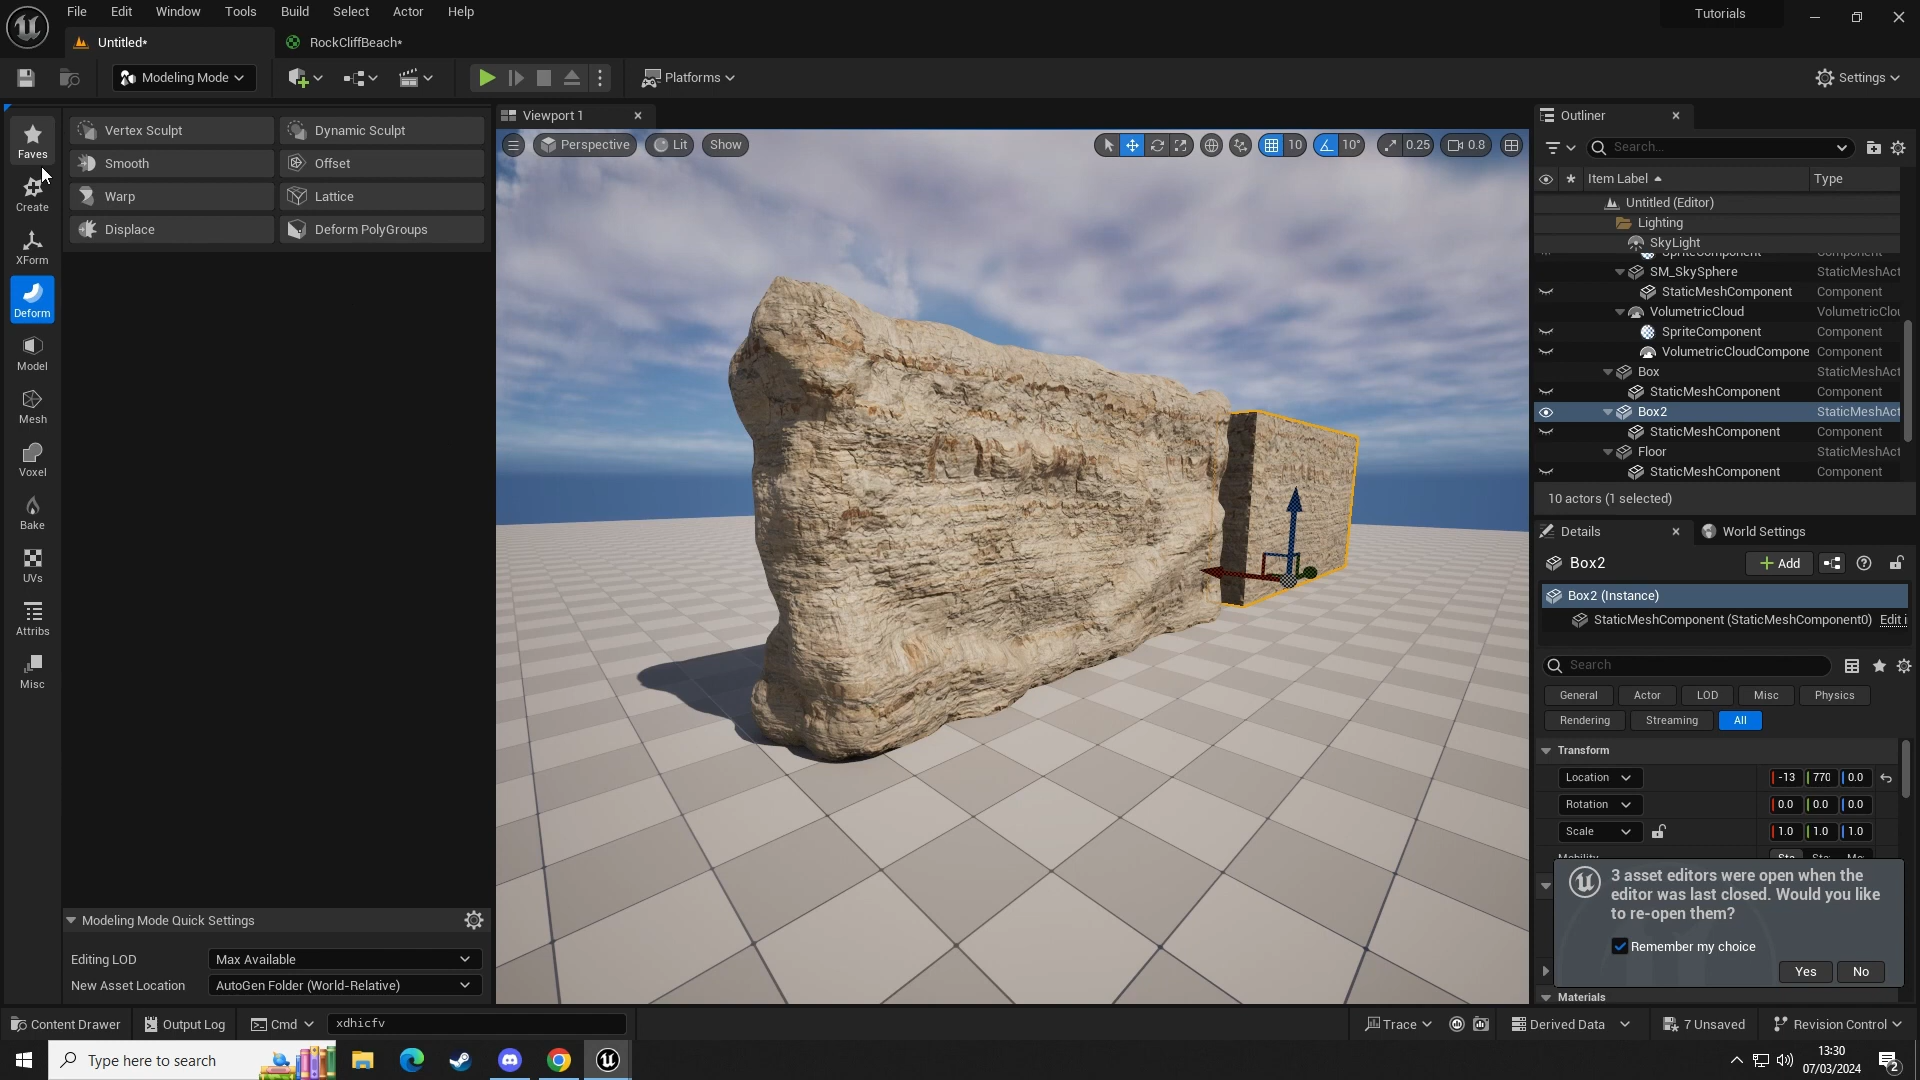 File Edit Window Tools Build Select Actor Help
Tutorials
Untitled*
RockCliffBeach*
Modeling Mode
Platforms
Settings
Faves
Create
XForm
Deform
Model
Mesh
Voxel
Bake
UVs
Attribs
Misc
Vertex Sculpt Dynamic Sculpt
Smooth Offset
Warp Lattice
Displace Deform PolyGroups
Modeling Mode Quick Settings
Editing LOD Max Available
New Asset Location AutoGen Folder (World-Relative)
Viewport 1
Perspective Lit Show 10 10° 0.25 0.8
Outliner
Search...
Item Label Type
Untitled (Editor)
Lighting
SkyLight
SpriteComponent Component
SM_SkySphere StaticMeshAct
StaticMeshComponent Component
VolumetricCloud VolumetricClou
SpriteComponent Component
VolumetricCloudCompone Component
Box StaticMeshAct
StaticMeshComponent Component
Box2 StaticMeshAct
StaticMeshComponent Component
Floor StaticMeshAct
StaticMeshComponent Component
10 actors (1 selected)
Details World Settings
Box2 Add
Box2 (Instance)
StaticMeshComponent (StaticMeshComponent0) Edit i
Search
General Actor LOD Misc Physics
Rendering Streaming All
Transform
Location -13 770 0.0
Rotation 0.0 0.0 0.0
Scale 1.0 1.0 1.0
Mobility Sta Sta Mo
3 asset editors were open when the
editor was last closed. Would you like
to re-open them?
Remember my choice
Yes No
Materials
Content Drawer Output Log Cmd xdhicfv
Trace Derived Data 7 Unsaved Revision Control
Type here to search
13:30
07/03/2024
2